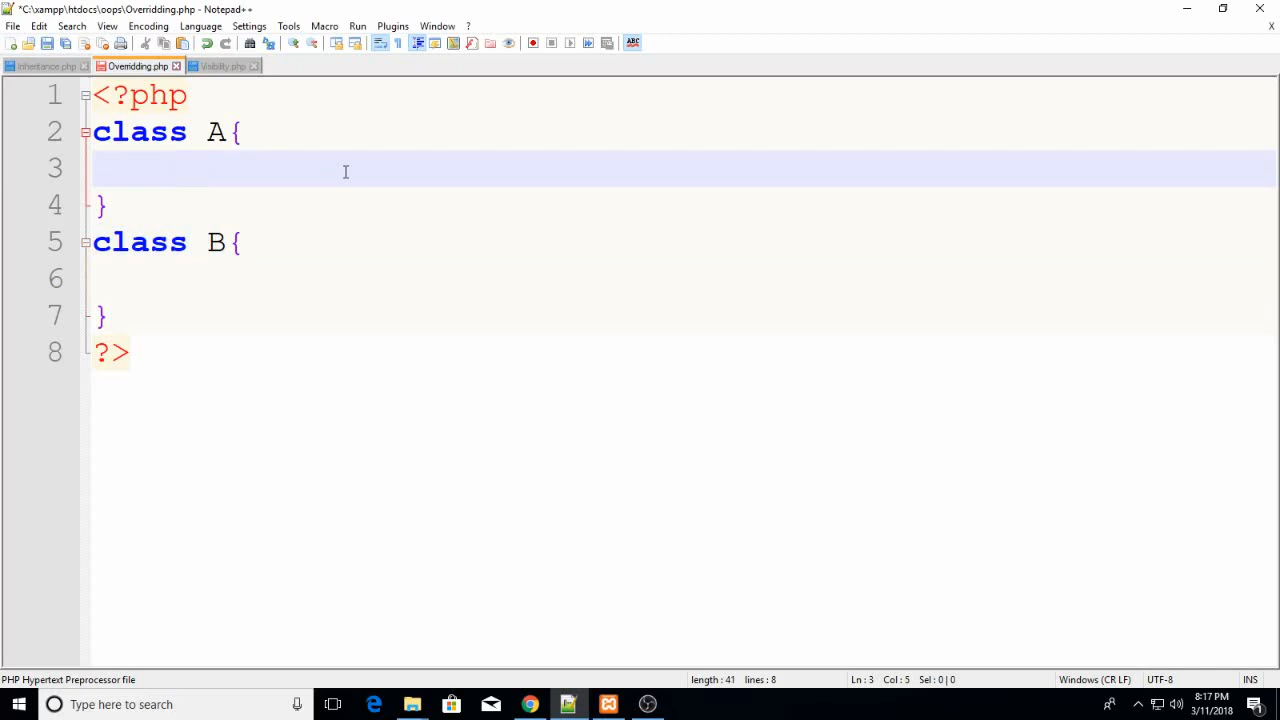 *C:\xampp\htdocs\oops\Overridding.php - Notepad++
File Edit Search View Encoding Language Settings Tools Macro Run Plugins Window ?
X
ABC
Inheritance.php Overridding.php Visibility.php
1 <?php
2 class A{
3
4 }
5 class B{
6
7 }
8 ?>
PHP Hypertext Preprocessor file length : 41 lines : 8 Ln : 3 Col : 5 Sel : 0 | 0 Windows (CR LF) UTF-8 INS
Type here to search
8:17 PM
3/11/2018
1